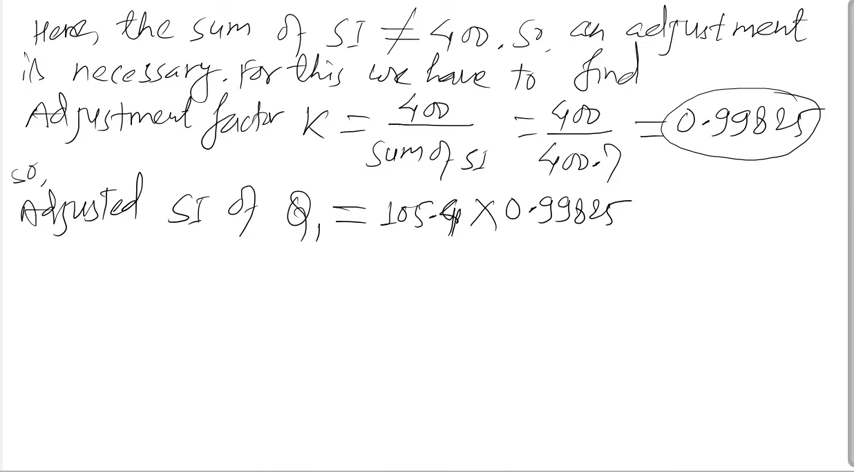 Here, the sum of SI ≠ 400. So, an adjustment
is necessary. For this we have to find
Adjustment factor K = 400 / sum of SI = 400 / 400.7 = 0.99825
so,
Adjusted SI of Q₁ = 105.4 × 0.99825